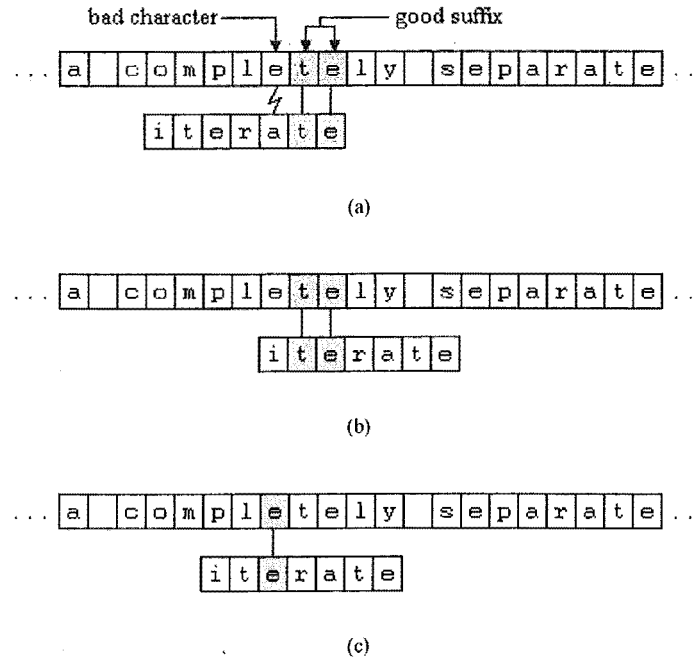 bad character good suffix
... a completely separate ...
iterate
(a)
... a completely separate ...
iterate
(b)
... a completely separate ...
iterate
(c)